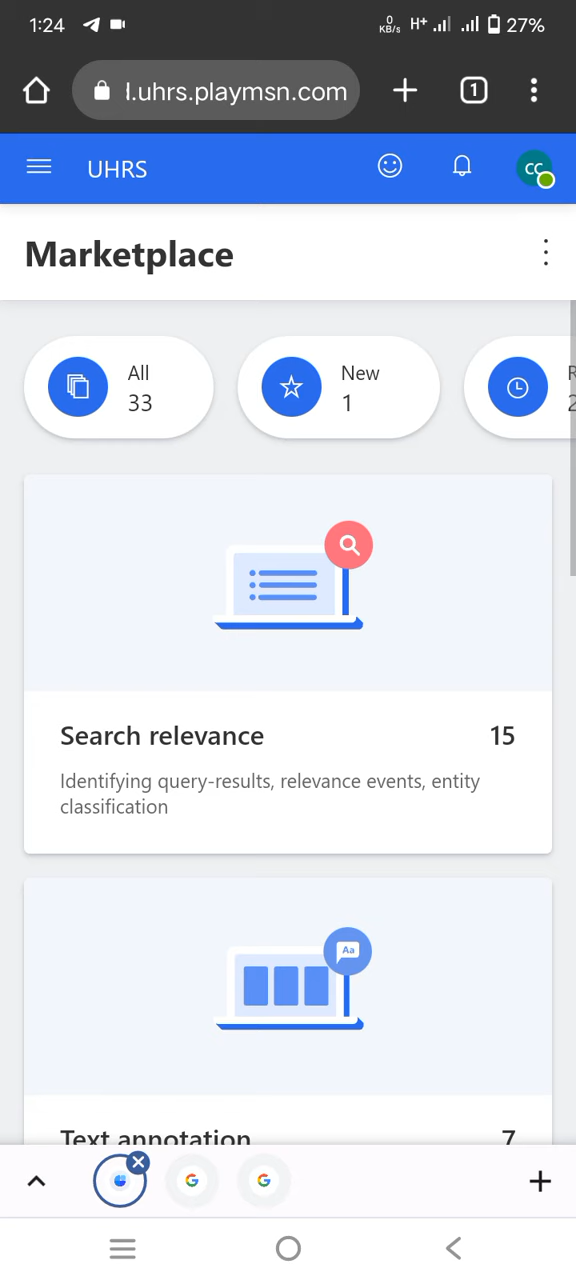 1:24
0
KB/s
H+
27%
l.uhrs.playmsn.com
1
UHRS
CC
Marketplace
All
33
New
1
R
2
Aa
Search relevance 15
Identifying query-results, relevance events, entity
classification
Text annotation 7